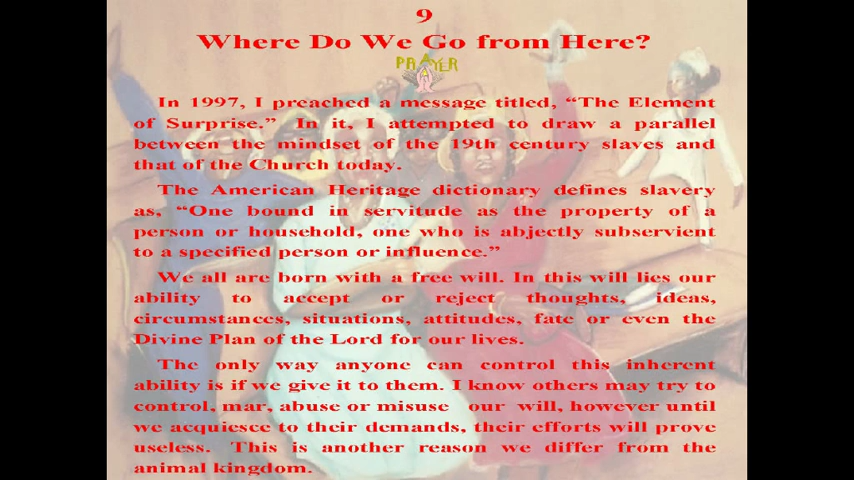 9
Where Do We Go from Here?
PRAYER
In 1997, I preached a message titled, “The Element
of Surprise.” In it, I attempted to draw a parallel
between the mindset of the 19th century slaves and
that of the Church today.
The American Heritage dictionary defines slavery
as, “One bound in servitude as the property of a
person or household, one who is abjectly subservient
to a specified person or influence.”
We all are born with a free will. In this will lies our
ability to accept or reject thoughts, ideas,
circumstances, situations, attitudes, fate or even the
Divine Plan of the Lord for our lives.
The only way anyone can control this inherent
ability is if we give it to them. I know others may try to
control, mar, abuse or misuse our will, however until
we acquiesce to their demands, their efforts will prove
useless. This is another reason we differ from the
animal kingdom.